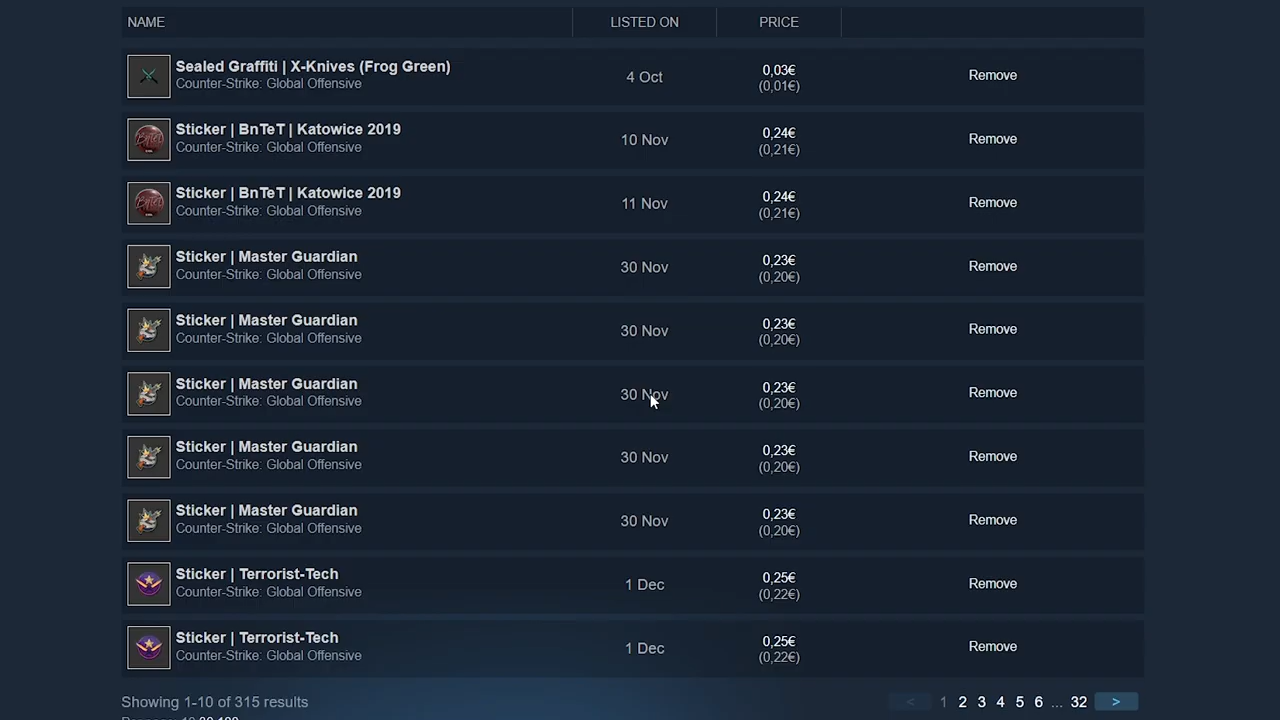 NAME LISTED ON PRICE
Sealed Graffiti | X-Knives (Frog Green)
Counter-Strike: Global Offensive
4 Oct
0,03€
(0,01€)
Remove
Sticker | BnTeT | Katowice 2019
Counter-Strike: Global Offensive
10 Nov
0,24€
(0,21€)
Remove
Sticker | BnTeT | Katowice 2019
Counter-Strike: Global Offensive
11 Nov
0,24€
(0,21€)
Remove
Sticker | Master Guardian
Counter-Strike: Global Offensive
30 Nov
0,23€
(0,20€)
Remove
Sticker | Master Guardian
Counter-Strike: Global Offensive
30 Nov
0,23€
(0,20€)
Remove
Sticker | Master Guardian
Counter-Strike: Global Offensive
30 Nov
0,23€
(0,20€)
Remove
Sticker | Master Guardian
Counter-Strike: Global Offensive
30 Nov
0,23€
(0,20€)
Remove
Sticker | Master Guardian
Counter-Strike: Global Offensive
30 Nov
0,23€
(0,20€)
Remove
Sticker | Terrorist-Tech
Counter-Strike: Global Offensive
1 Dec
0,25€
(0,22€)
Remove
Sticker | Terrorist-Tech
Counter-Strike: Global Offensive
1 Dec
0,25€
(0,22€)
Remove
Showing 1-10 of 315 results
< 1 2 3 4 5 6 ... 32 >